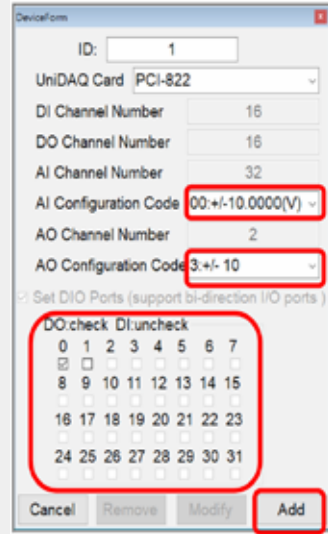 DeviceForm
ID: 1
UniDAQ Card PCI-822
DI Channel Number 16
DO Channel Number 16
AI Channel Number 32
AI Configuration Code 00:+/-10.0000(V)
AO Channel Number 2
AO Configuration Code 3:+/- 10
Set DIO Ports (support bi-direction I/O ports )
DO:check DI:uncheck
0 1 2 3 4 5 6 7
8 9 10 11 12 13 14 15
16 17 18 19 20 21 22 23
24 25 26 27 28 29 30 31
Cancel Remove Modify Add